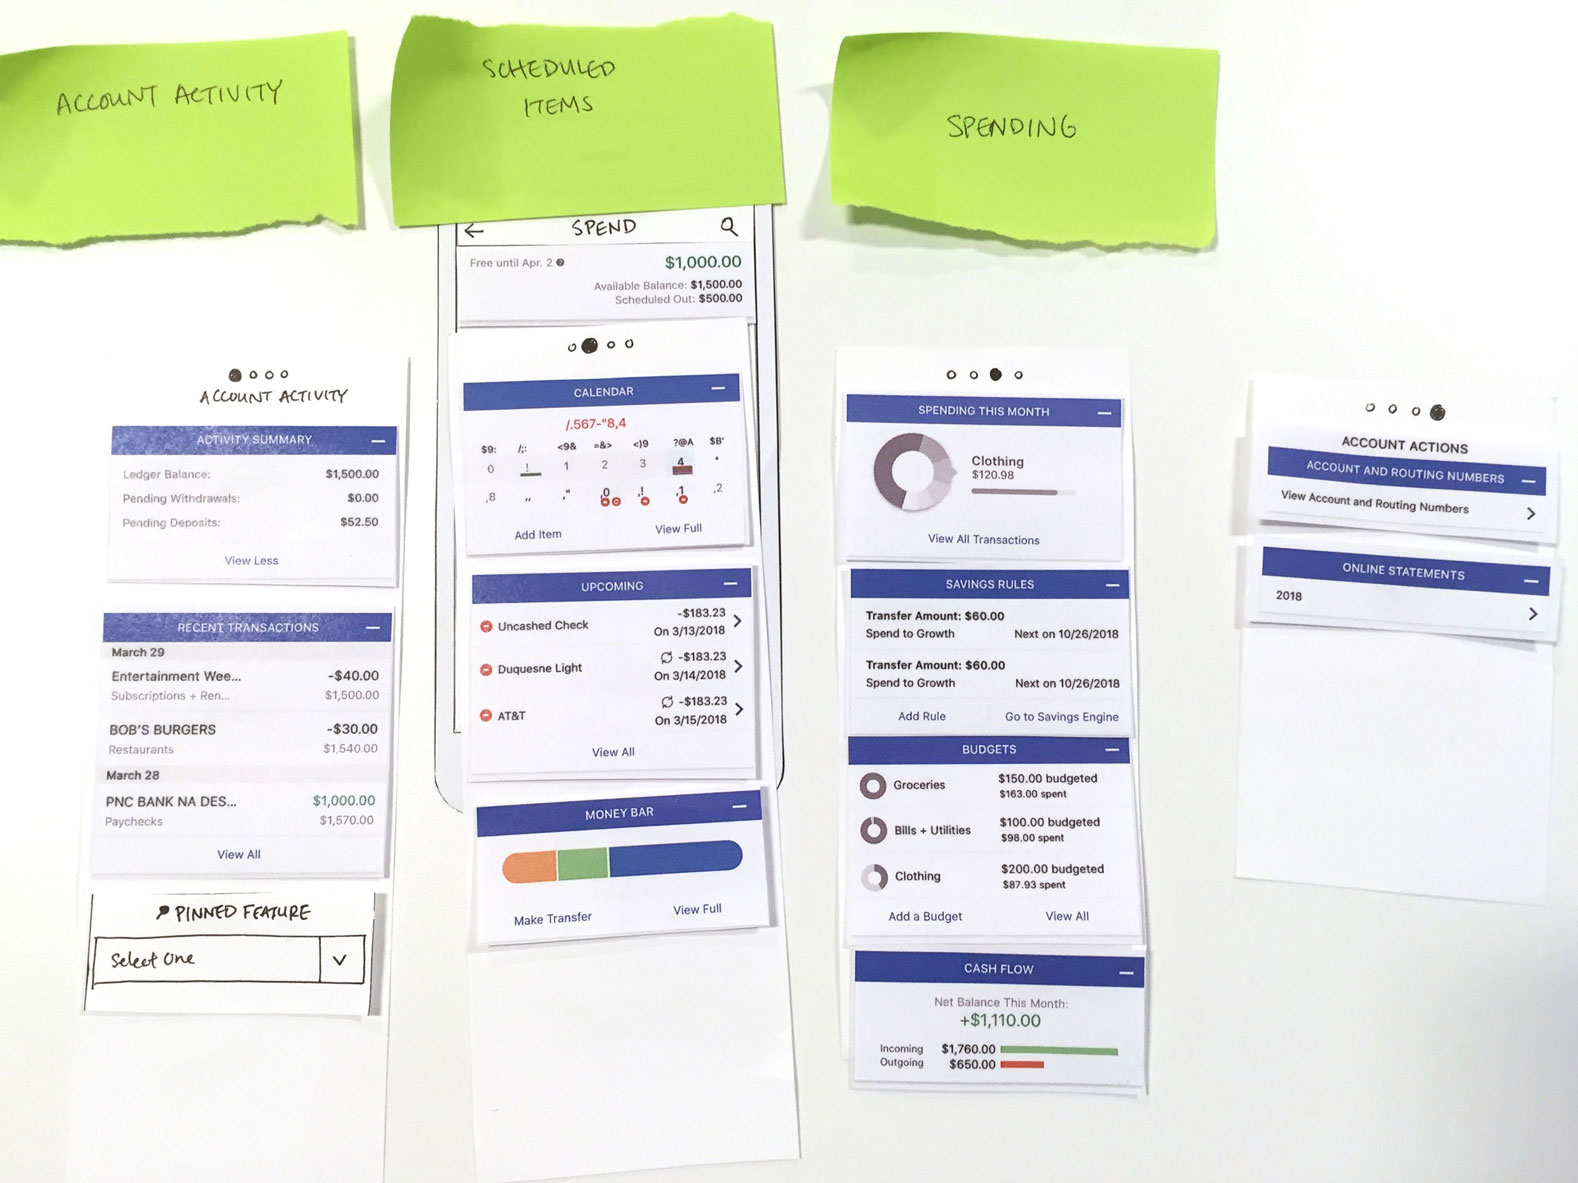 ACCOUNT ACTIVITY
SCHEDULED
ITEMS
SPENDING
SPEND
Free until Apr. 2
$1,000.00
Available Balance: $1,500.00
Scheduled Out: $500.00
ACCOUNT ACTIVITY
ACTIVITY SUMMARY
Ledger Balance: $1,500.00
Pending Withdrawals: $0.00
Pending Deposits: $52.50
View Less
RECENT TRANSACTIONS
March 29
Entertainment Wee... -$40.00
Subscriptions + Ren... $1,500.00
BOB'S BURGERS -$30.00
Restaurants $1,540.00
March 28
PNC BANK NA DES... $1,000.00
Paychecks $1,570.00
View All
PINNED FEATURE
Select One
CALENDAR
/.567-"8,4
$9: /;: <9& =&> <)9 ?@A $B'
0 ! 1 2 3 4 *
,8 ,, ," ,0 ,! ,1 ,2
Add Item View Full
UPCOMING
Uncashed Check -$183.23
On 3/13/2018
Duquesne Light -$183.23
On 3/14/2018
AT&T -$183.23
On 3/15/2018
View All
MONEY BAR
Make Transfer View Full
SPENDING THIS MONTH
Clothing
$120.98
View All Transactions
SAVINGS RULES
Transfer Amount: $60.00
Spend to Growth Next on 10/26/2018
Transfer Amount: $60.00
Spend to Growth Next on 10/26/2018
Add Rule Go to Savings Engine
BUDGETS
Groceries $150.00 budgeted
$163.00 spent
Bills + Utilities $100.00 budgeted
$98.00 spent
Clothing $200.00 budgeted
$87.93 spent
Add a Budget View All
CASH FLOW
Net Balance This Month:
+$1,110.00
Incoming $1,760.00
Outgoing $650.00
ACCOUNT ACTIONS
ACCOUNT AND ROUTING NUMBERS
View Account and Routing Numbers
ONLINE STATEMENTS
2018